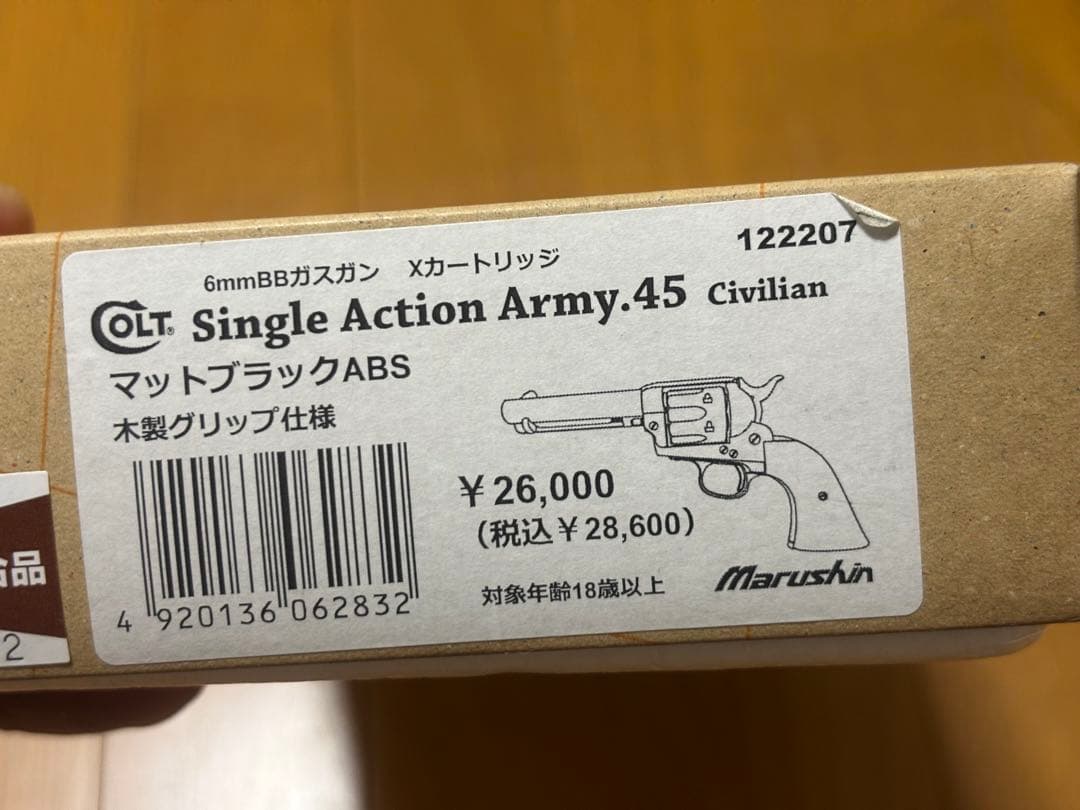 122207
6mmBBガスガン Xカートリッジ
COLT® Single Action Army.45 Civilian
マットブラックABS
木製グリップ仕様
￥26,000
(税込￥28,600)
対象年齢18歳以上
Marushin
4 920136 062832
品
2